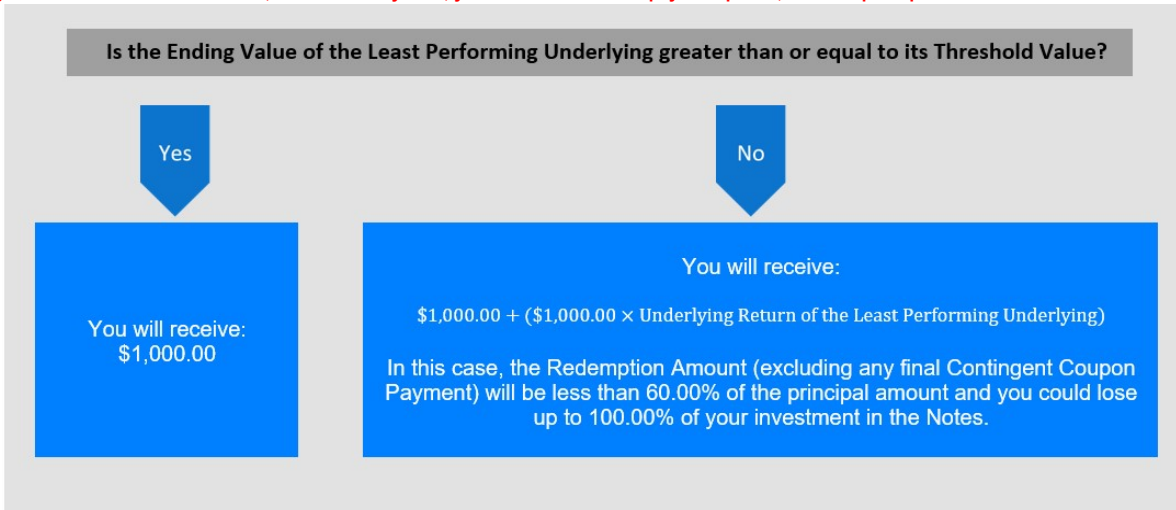 Is the Ending Value of the Least Performing Underlying greater than or equal to its Threshold Value?
Yes
No
You will receive:
$1,000.00
You will receive:
$1,000.00 + ($1,000.00 × Underlying Return of the Least Performing Underlying)
In this case, the Redemption Amount (excluding any final Contingent Coupon
Payment) will be less than 60.00% of the principal amount and you could lose
up to 100.00% of your investment in the Notes.